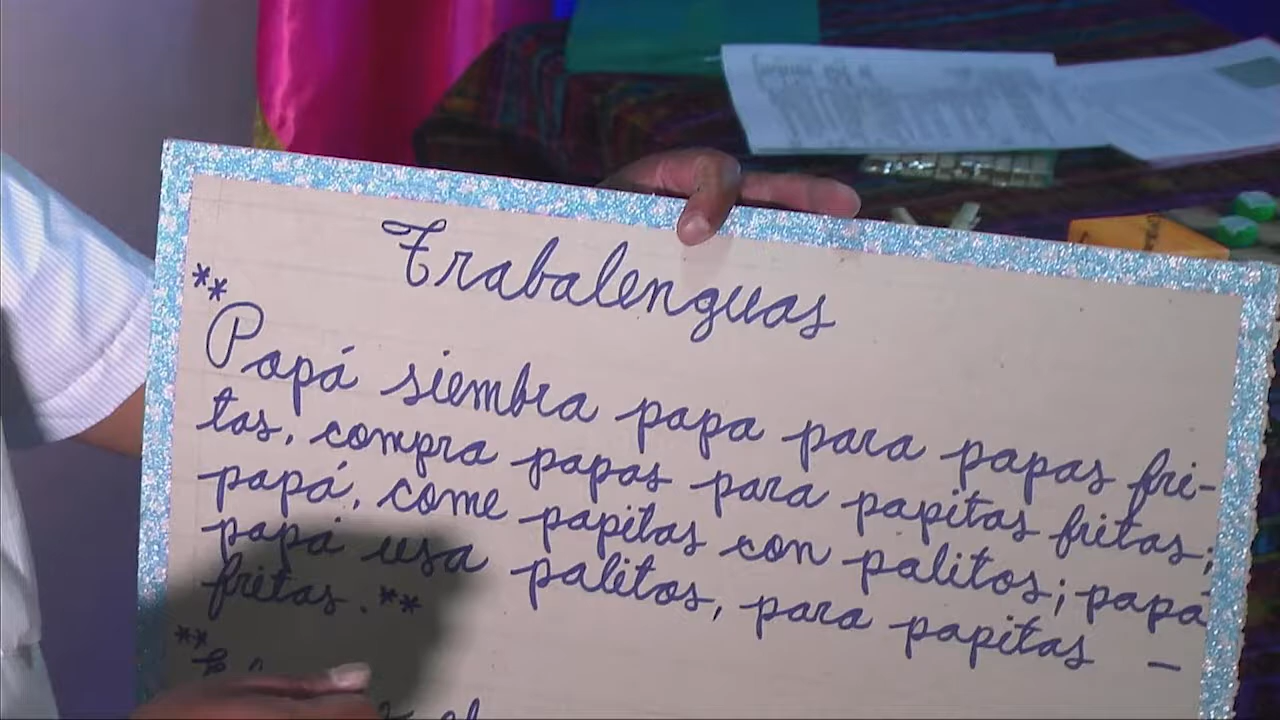 Trabalenguas
**
Papá siembra papa para papas fri-
tas, compra papas para papitas fritas;
papá, come papitas con palitos; papá
papá usa palitos, para papitas -
fritas. **
**